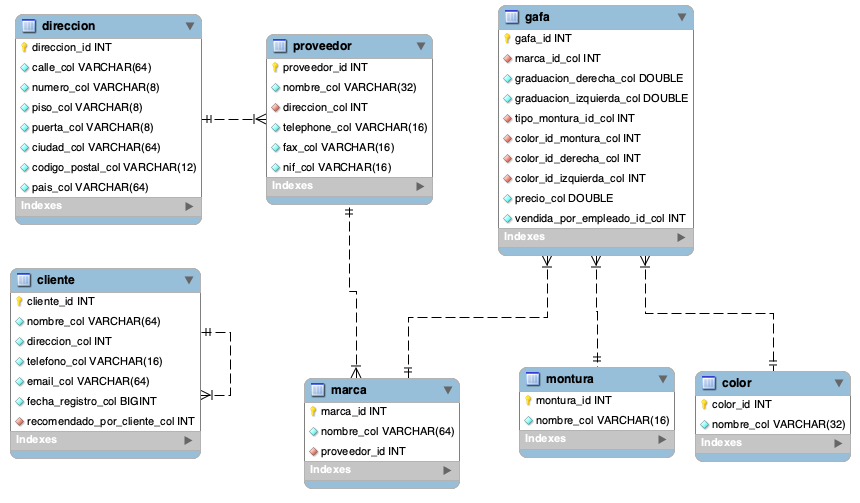 direccion
direccion_id INT
calle_col VARCHAR(64)
numero_col VARCHAR(8)
piso_col VARCHAR(8)
puerta_col VARCHAR(8)
ciudad_col VARCHAR(64)
codigo_postal_col VARCHAR(12)
pais_col VARCHAR(64)
Indexes
proveedor
proveedor_id INT
nombre_col VARCHAR(32)
direccion_col INT
telephone_col VARCHAR(16)
fax_col VARCHAR(16)
nif_col VARCHAR(16)
Indexes
gafa
gafa_id INT
marca_id_col INT
graduacion_derecha_col DOUBLE
graduacion_izquierda_col DOUBLE
tipo_montura_id_col INT
color_id_montura_col INT
color_id_derecha_col INT
color_id_izquierda_col INT
precio_col DOUBLE
vendida_por_empleado_id_col INT
Indexes
cliente
cliente_id INT
nombre_col VARCHAR(64)
direccion_col INT
telefono_col VARCHAR(16)
email_col VARCHAR(64)
fecha_registro_col BIGINT
recomendado_por_cliente_col INT
Indexes
marca
marca_id INT
nombre_col VARCHAR(64)
proveedor_id INT
Indexes
montura
montura_id INT
nombre_col VARCHAR(16)
Indexes
color
color_id INT
nombre_col VARCHAR(32)
Indexes